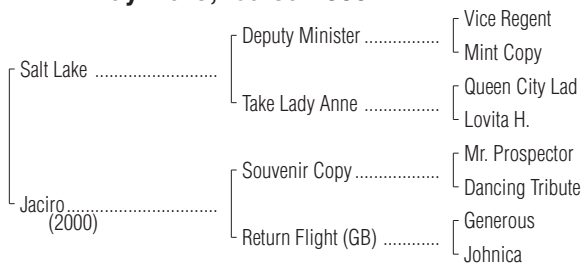 Salt Lake ..........................
Jaciro................................
(2000)
Deputy Minister ................
Take Lady Anne ................
Souvenir Copy..................
Return Flight (GB) ............
Vice Regent
Mint Copy
Queen City Lad
Lovita H.
Mr. Prospector
Dancing Tribute
Generous
Johnica